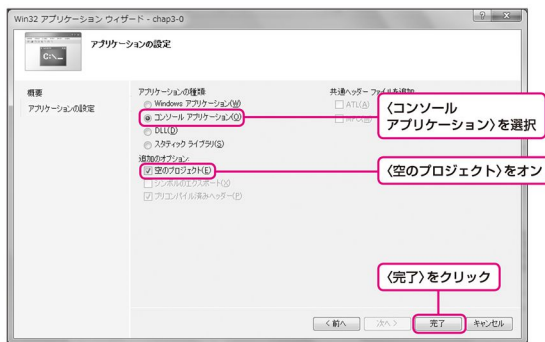 Win32 アプリケーション ウィザード - chap3-0
アプリケーションの設定
概要
アプリケーションの設定
アプリケーションの種類:
Windows アプリケーション(W)
コンソール アプリケーション(O)
DLL(D)
スタティック ライブラリ(S)
追加のオプション:
空のプロジェクト(E)
シンボルのエクスポート(X)
プリコンパイル済みヘッダー(P)
共通ヘッダー ファイルを追加:
ATL(A)
〈コンソール
アプリケーション〉を選択
〈空のプロジェクト〉をオン
〈完了〉をクリック
< 前へ
次へ >
完了
キャンセル